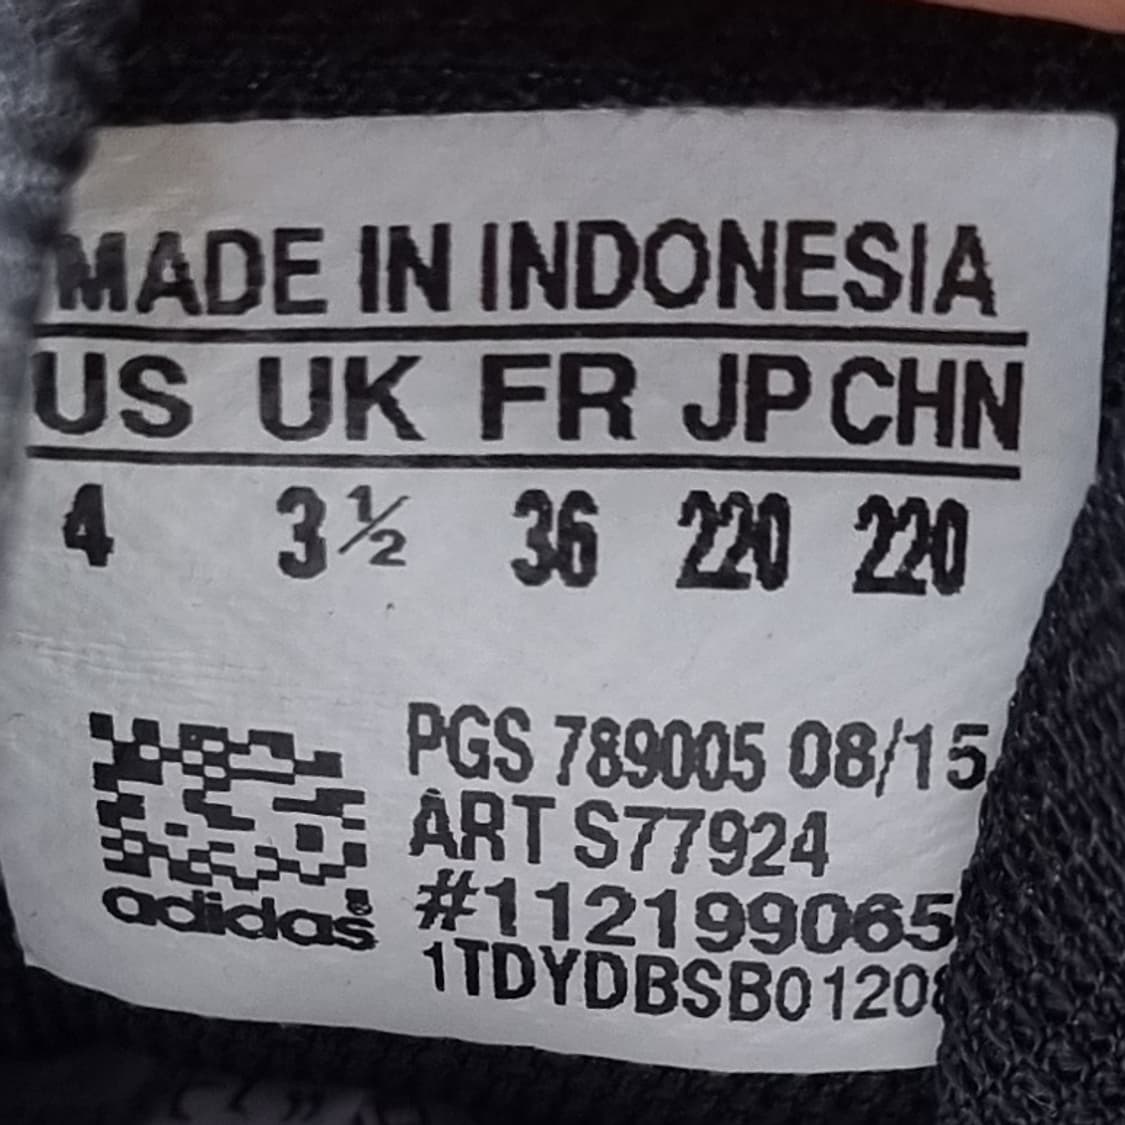 MADE IN INDONESIA
US UK FR JP CHN
4 3½ 36 220 220
PGS 789005 08/15
ART S77924
#112199065
1TDYDBSB01208
adidas®